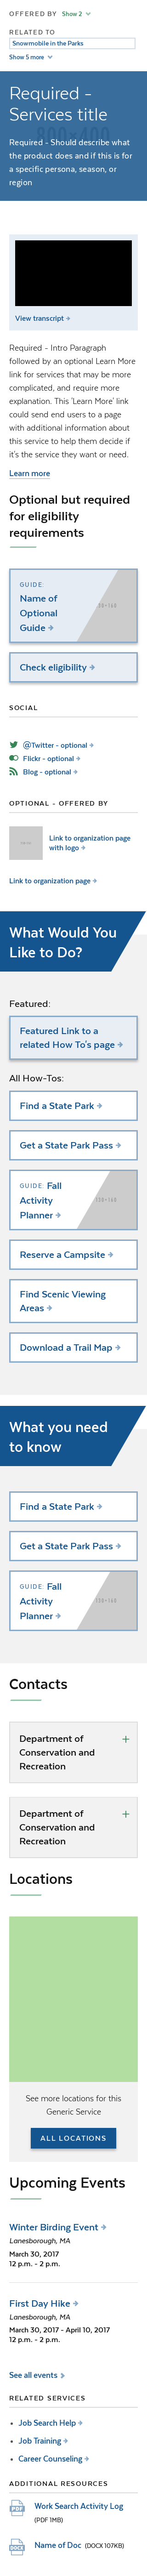 OFFERED BY Show 2
RELATED TO
Snowmobile in the Parks
Show 5 more
Required -
Services title
800x400
Required - Should describe what
the product does and if this is for
a specific persona, season, or
region
View transcript
Required - Intro Paragraph
followed by an optional Learn More
link for services that may be more
complicated, and require more
explanation. This 'Learn More' link
could send end users to a page
with additional information about
this service to help them decide if
it's the service they want or need.
Learn more
Optional but required
for eligibility
requirements
GUIDE:
Name of
Optional
Guide
Check eligibility
SOCIAL
@Twitter - optional
Flickr - optional
Blog - optional
OPTIONAL - OFFERED BY
Link to organization page
with logo
Link to organization page
What Would You
Like to Do?
Featured:
Featured Link to a
related How To's page
All How-Tos:
Find a State Park
Get a State Park Pass
GUIDE: Fall
Activity
Planner
Reserve a Campsite
Find Scenic Viewing
Areas
Download a Trail Map
What you need
to know
Find a State Park
Get a State Park Pass
GUIDE: Fall
Activity
Planner
Contacts
Department of
Conservation and
Recreation
Department of
Conservation and
Recreation
Locations
See more locations for this
Generic Service
ALL LOCATIONS
Upcoming Events
Winter Birding Event
Lanesborough, MA
March 30, 2017
12 p.m. - 2 p.m.
First Day Hike
Lanesborough, MA
March 30, 2017 - April 10, 2017
12 p.m. - 2 p.m.
See all events
RELATED SERVICES
Job Search Help
Job Training
Career Counseling
ADDITIONAL RESOURCES
PDF Work Search Activity Log
(PDF 1MB)
DOCX Name of Doc (DOCX 107KB)